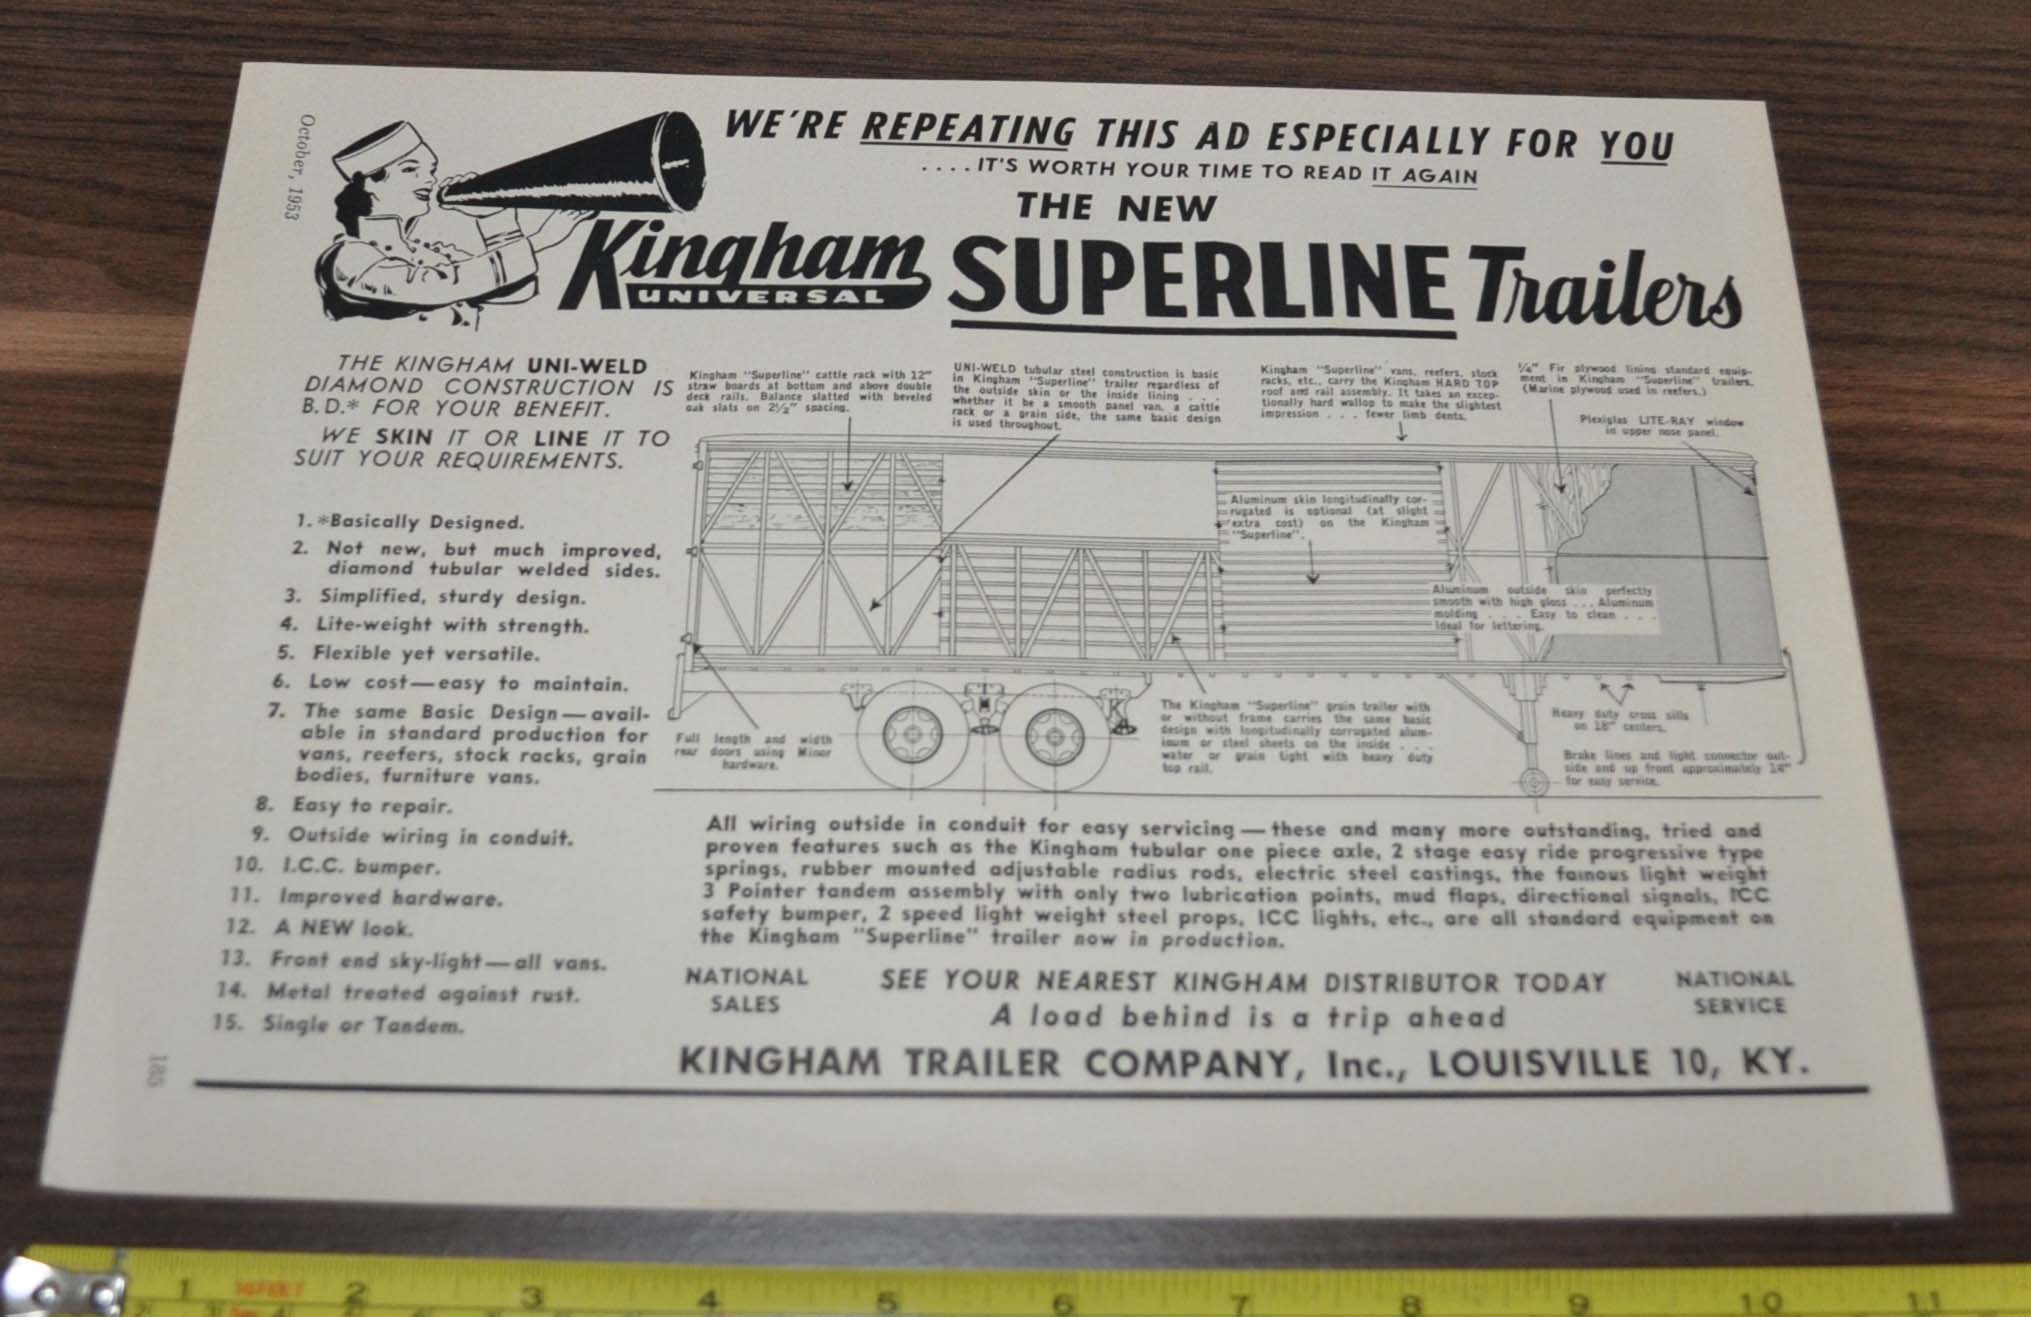 October, 1953
WE'RE REPEATING THIS AD ESPECIALLY FOR YOU
....IT'S WORTH YOUR TIME TO READ IT AGAIN
THE NEW
Kingham SUPERLINE Trailers
UNIVERSAL
THE KINGHAM UNI-WELD
DIAMOND CONSTRUCTION IS
B.D.* FOR YOUR BENEFIT.
WE SKIN IT OR LINE IT TO
SUIT YOUR REQUIREMENTS.
1. *Basically Designed.
2. Not new, but much improved,
diamond tubular welded sides.
3. Simplified, sturdy design.
4. Lite-weight with strength.
5. Flexible yet versatile.
6. Low cost—easy to maintain.
7. The same Basic Design—avail-
able in standard production for
vans, reefers, stock racks, grain
bodies, furniture vans.
8. Easy to repair.
9. Outside wiring in conduit.
10. I.C.C. bumper.
11. Improved hardware.
12. A NEW look.
13. Front end sky-light—all vans.
14. Metal treated against rust.
15. Single or Tandem.
185
Kingham "Superline" cattle rack with 12"
straw boards at bottom and above double
deck rails. Balance slatted with beveled
oak slats on 2½" spacing.
UNI-WELD tubular steel construction is basic
in Kingham "Superline" trailer regardless of
the outside skin or the inside lining . . .
whether it be a smooth panel van, a cattle
rack or a grain side, the same basic design
is used throughout.
Kingham "Superline" vans, reefers, stock
racks, etc., carry the Kingham HARD TOP
roof and rail assembly. It takes an excep-
tionally hard wallop to make the slightest
impression . . . fewer limb dents.
¼" Fir plywood lining standard equip-
ment in Kingham "Superline" trailers.
(Marine plywood used in reefers.)
Plexiglas LITE-RAY window
in upper nose panel.
Aluminum skin longitudinally cor-
rugated is optional (at slight
extra cost) on the Kingham
"Superline".
Aluminum outside skin perfectly
smooth with high gloss . . . Aluminum
molding . . . Easy to clean . . .
Ideal for lettering.
Full length and width
rear doors using Minor
hardware.
The Kingham "Superline" grain trailer with
or without frame carries the same basic
design with longitudinally corrugated alum-
inum or steel sheets on the inside . . .
water or grain tight with heavy duty
top rail.
Heavy duty cross sills
on 18" centers.
Brake lines and light connector out-
side and up front approximately 14"
for easy service.
All wiring outside in conduit for easy servicing—these and many more outstanding, tried and
proven features such as the Kingham tubular one piece axle, 2 stage easy ride progressive type
springs, rubber mounted adjustable radius rods, electric steel castings, the famous light weight
3 Pointer tandem assembly with only two lubrication points, mud flaps, directional signals, ICC
safety bumper, 2 speed light weight steel props, ICC lights, etc., are all standard equipment on
the Kingham "Superline" trailer now in production.
NATIONAL
SALES
SEE YOUR NEAREST KINGHAM DISTRIBUTOR TODAY
A load behind is a trip ahead
NATIONAL
SERVICE
KINGHAM TRAILER COMPANY, Inc., LOUISVILLE 10, KY.
1 16FEET 2 3 4 5 6 7 8 9 10 11